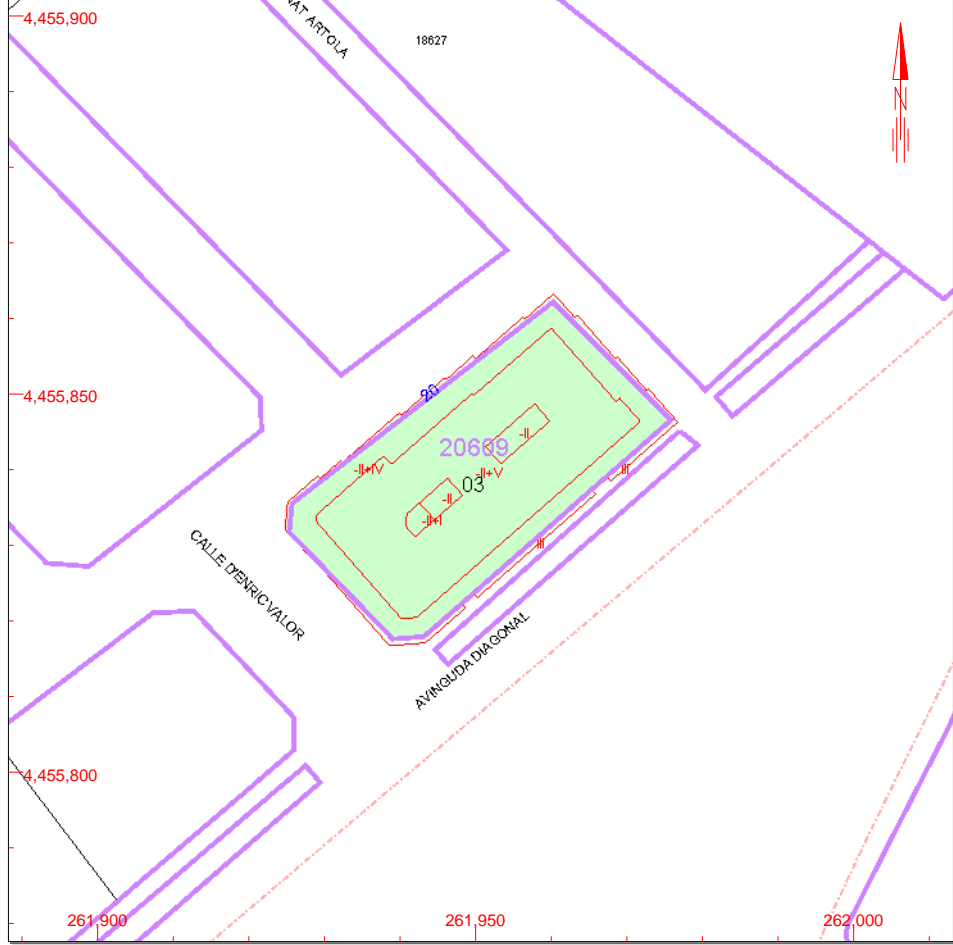 4,455,900
NAT ARTOLA
18627
N
4,455,850
20
20609
-II
-II+IV
-II+V
03
III
-II
-II+I
III
CALLE D'ENRIC VALOR
AVINGUDA DIAGONAL
4,455,800
261,900
261,950
262,000